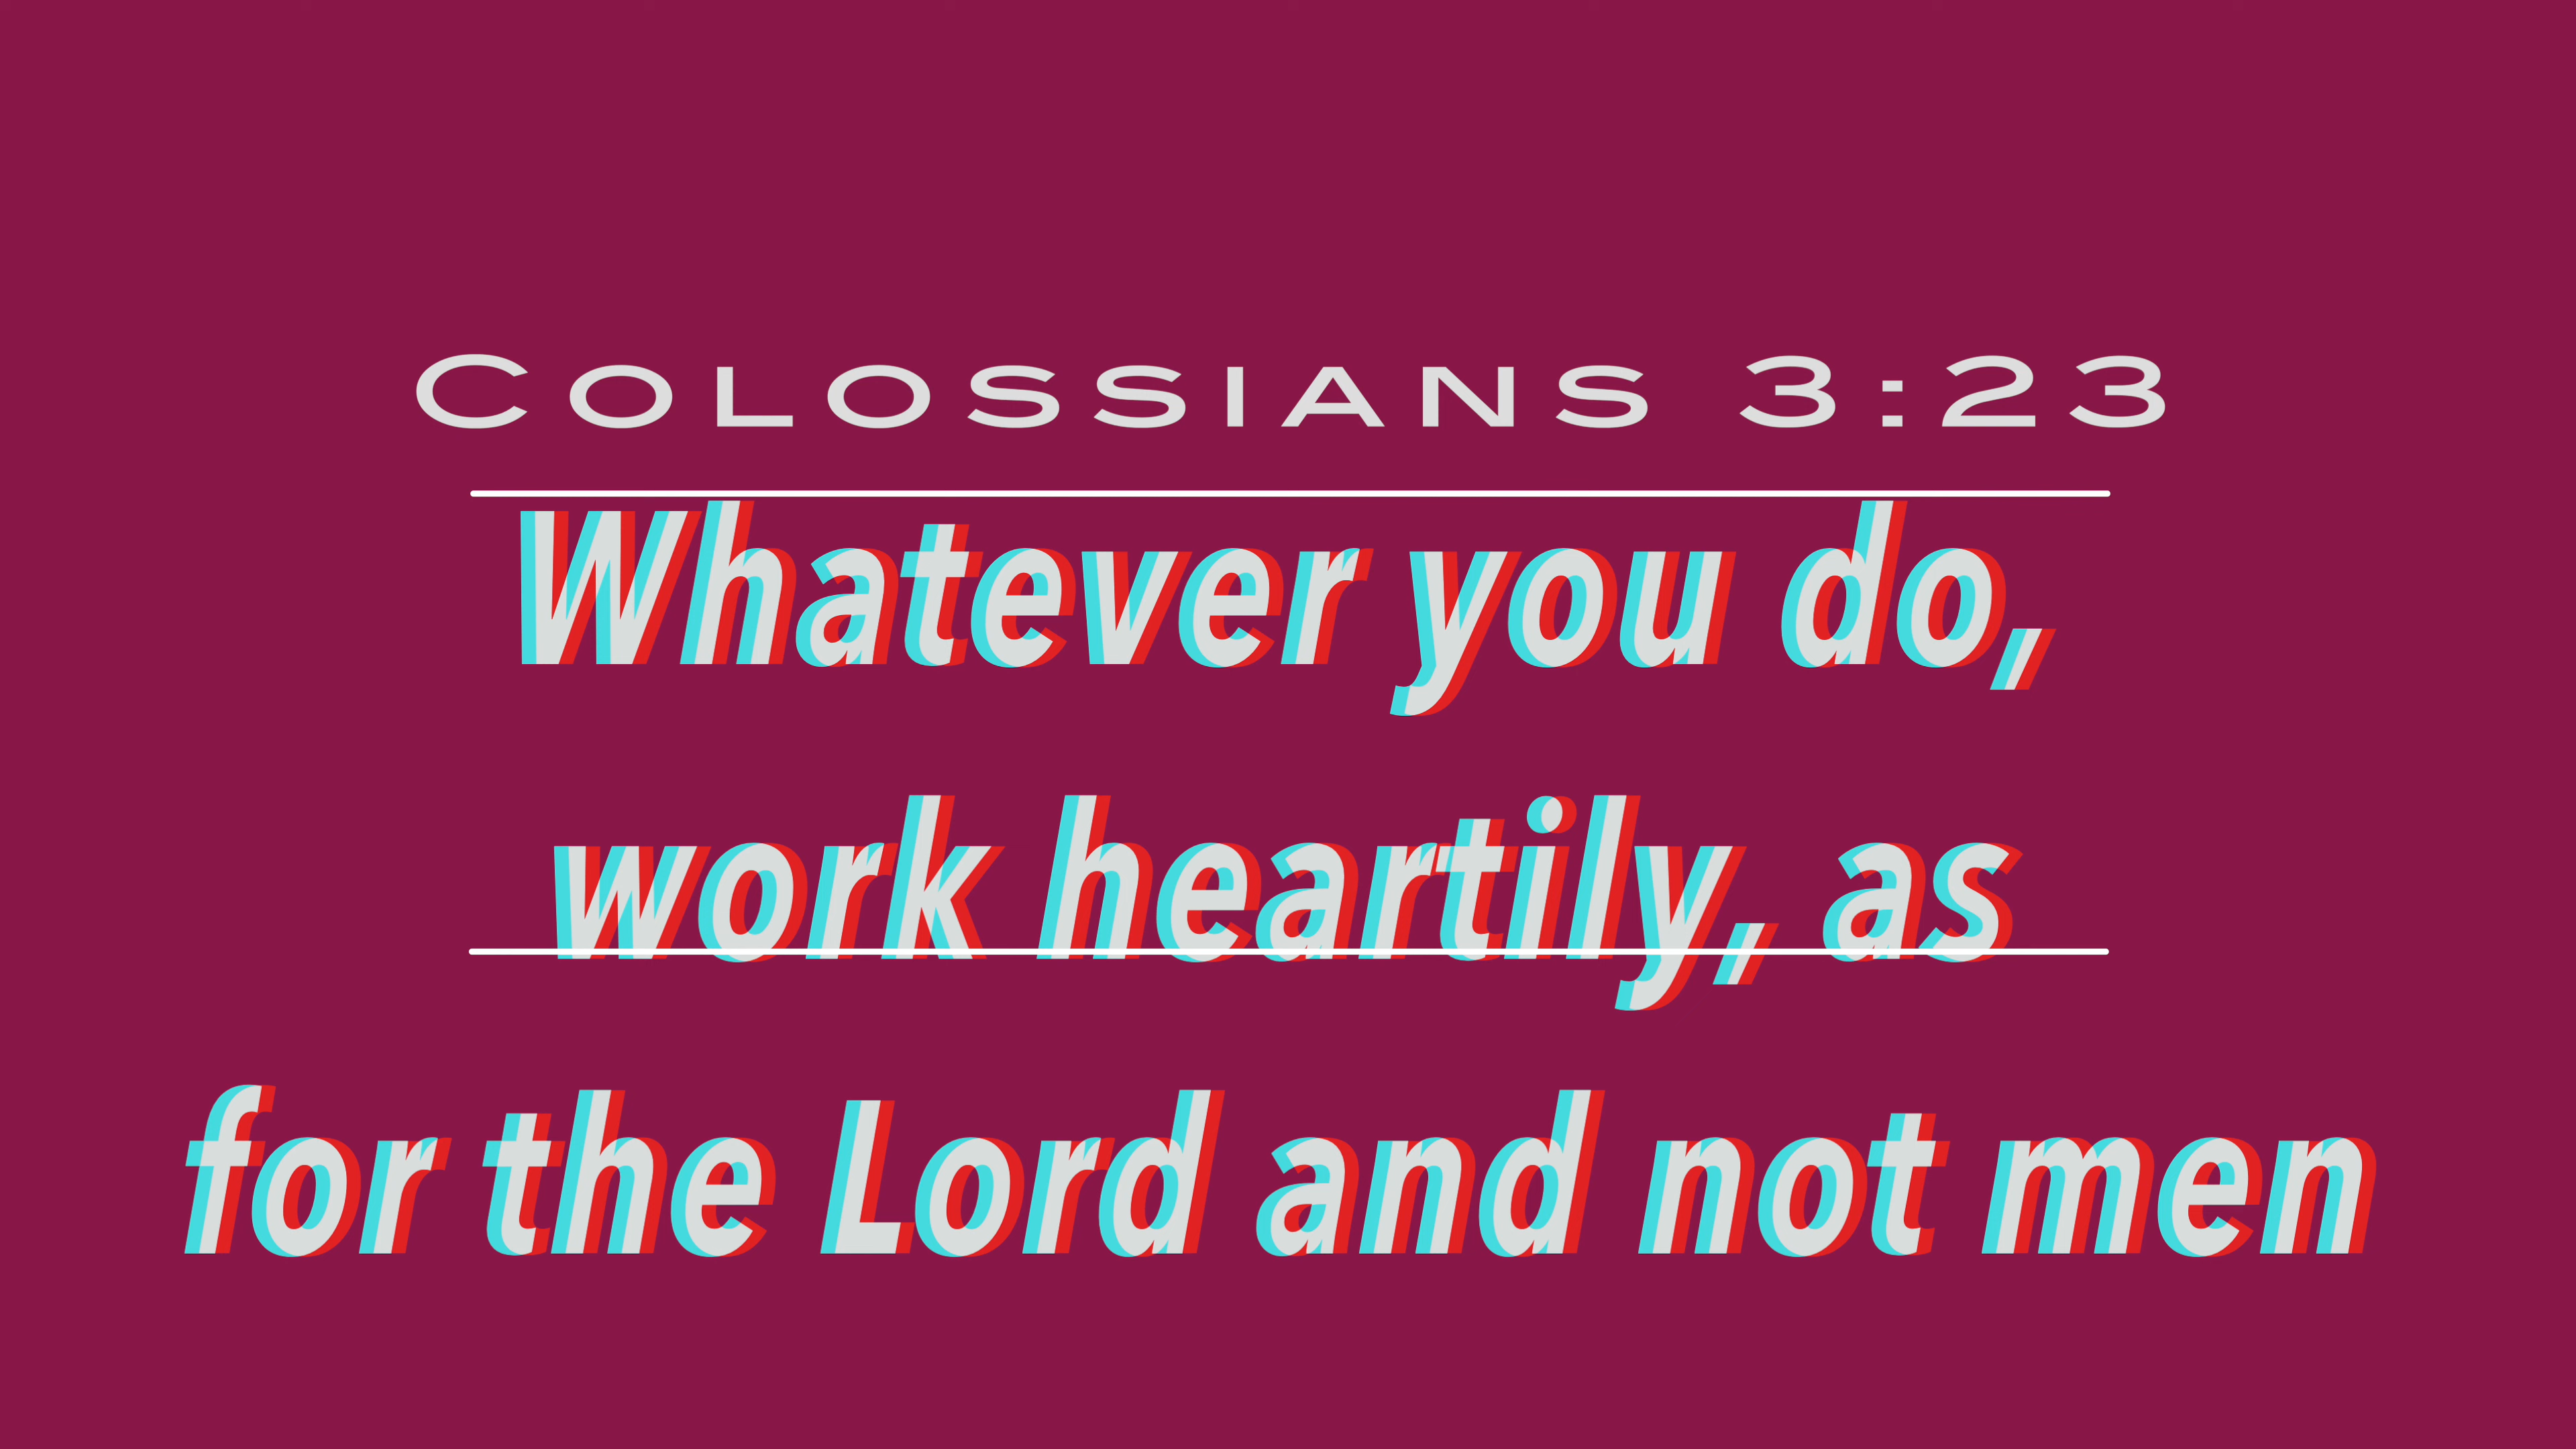 Colossians 3:23
Whatever you do,
work heartily, as
for the Lord and not men